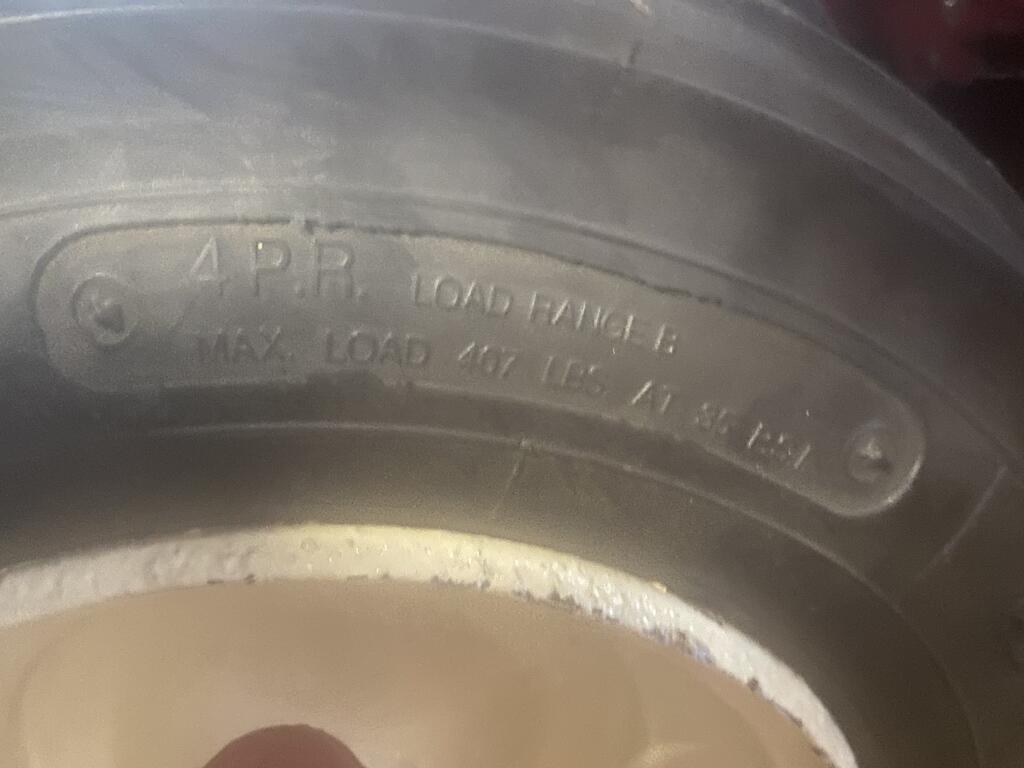 4 P.R. LOAD RANGE B
MAX. LOAD 407 LBS. AT 35 PSI